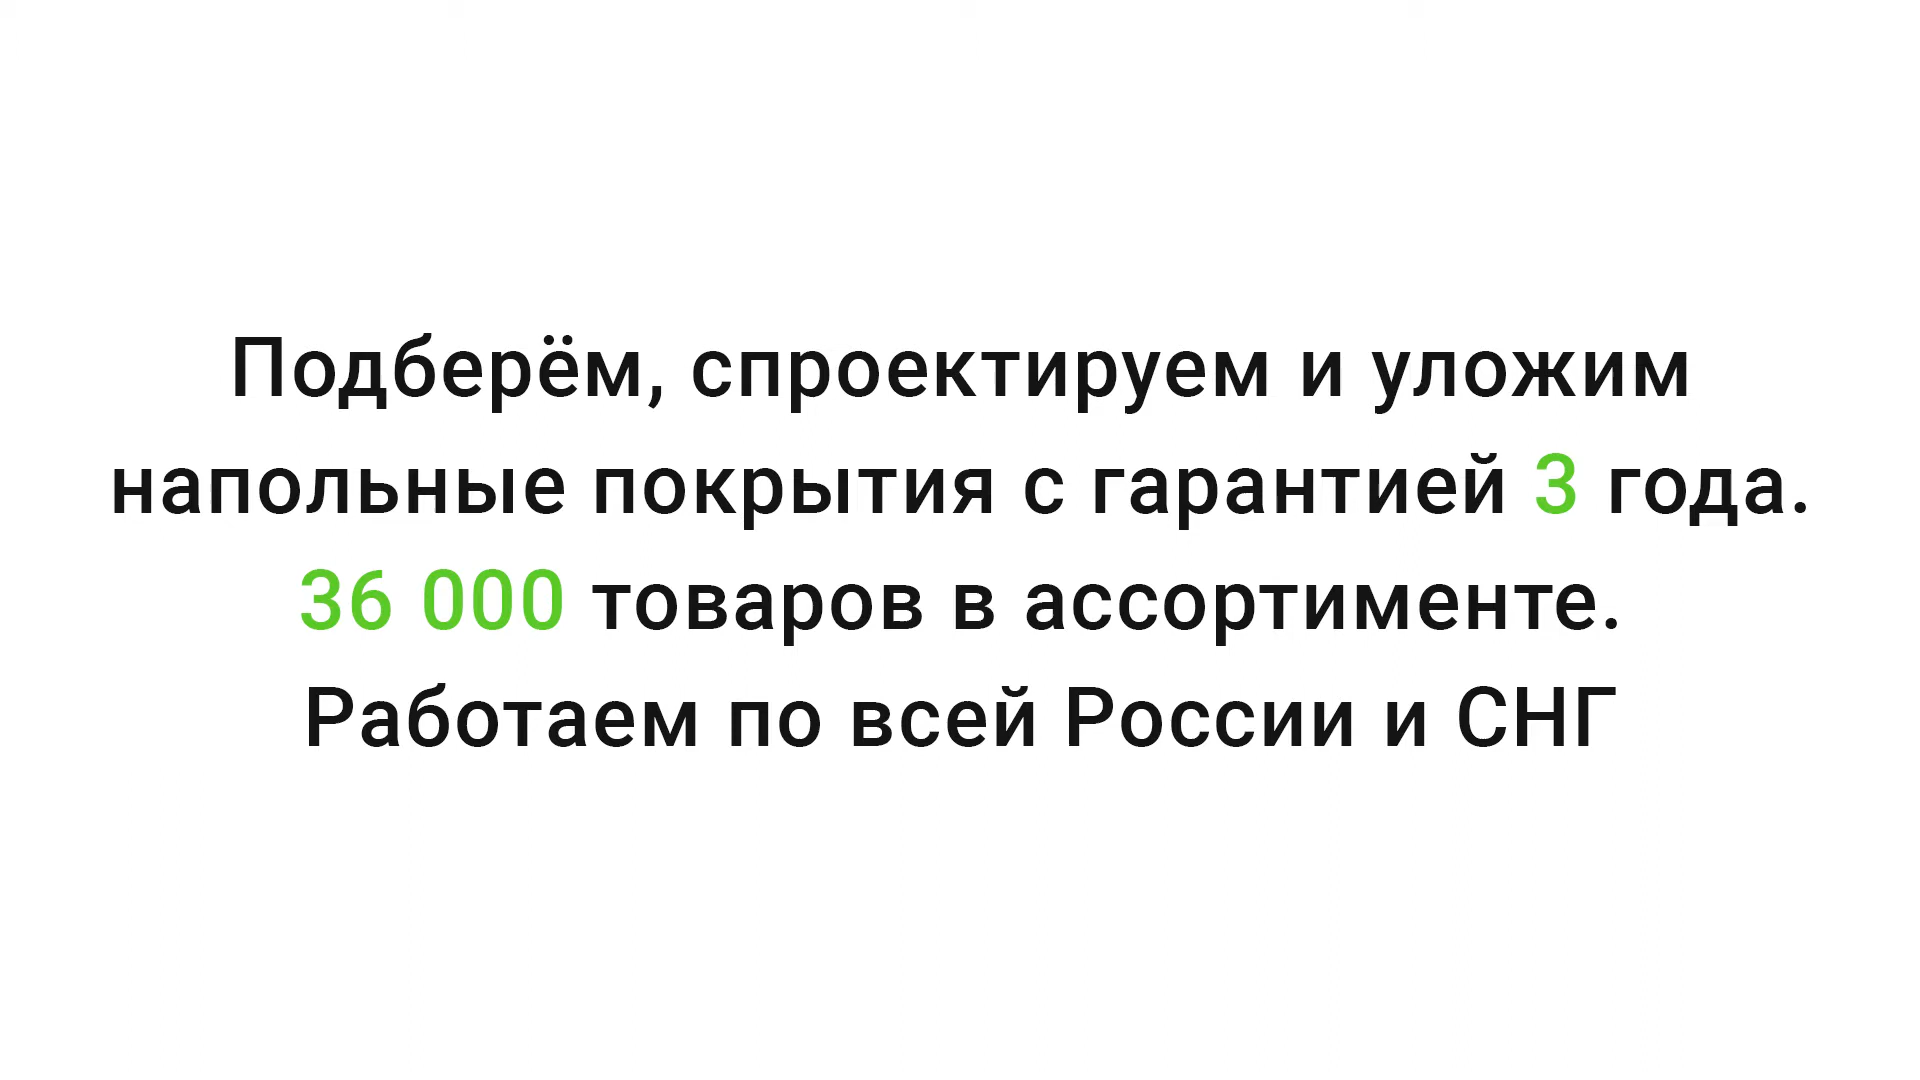 Подберём, спроектируем и уложим
напольные покрытия с гарантией 3 года.
36 000 товаров в ассортименте.
Работаем по всей России и СНГ